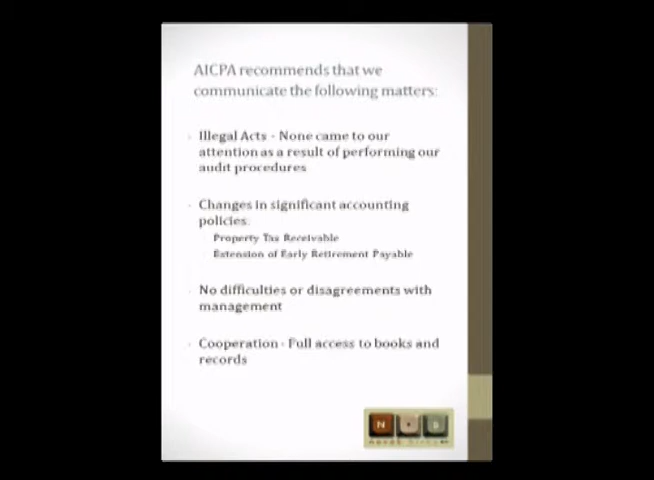 AICPA recommends that we
communicate the following matters:
Illegal Acts - None came to our
attention as a result of performing our
audit procedures
Changes in significant accounting
policies:
Property Tax Receivable
Extension of Early Retirement Payable
No difficulties or disagreements with
management
Cooperation - Full access to books and
records
N